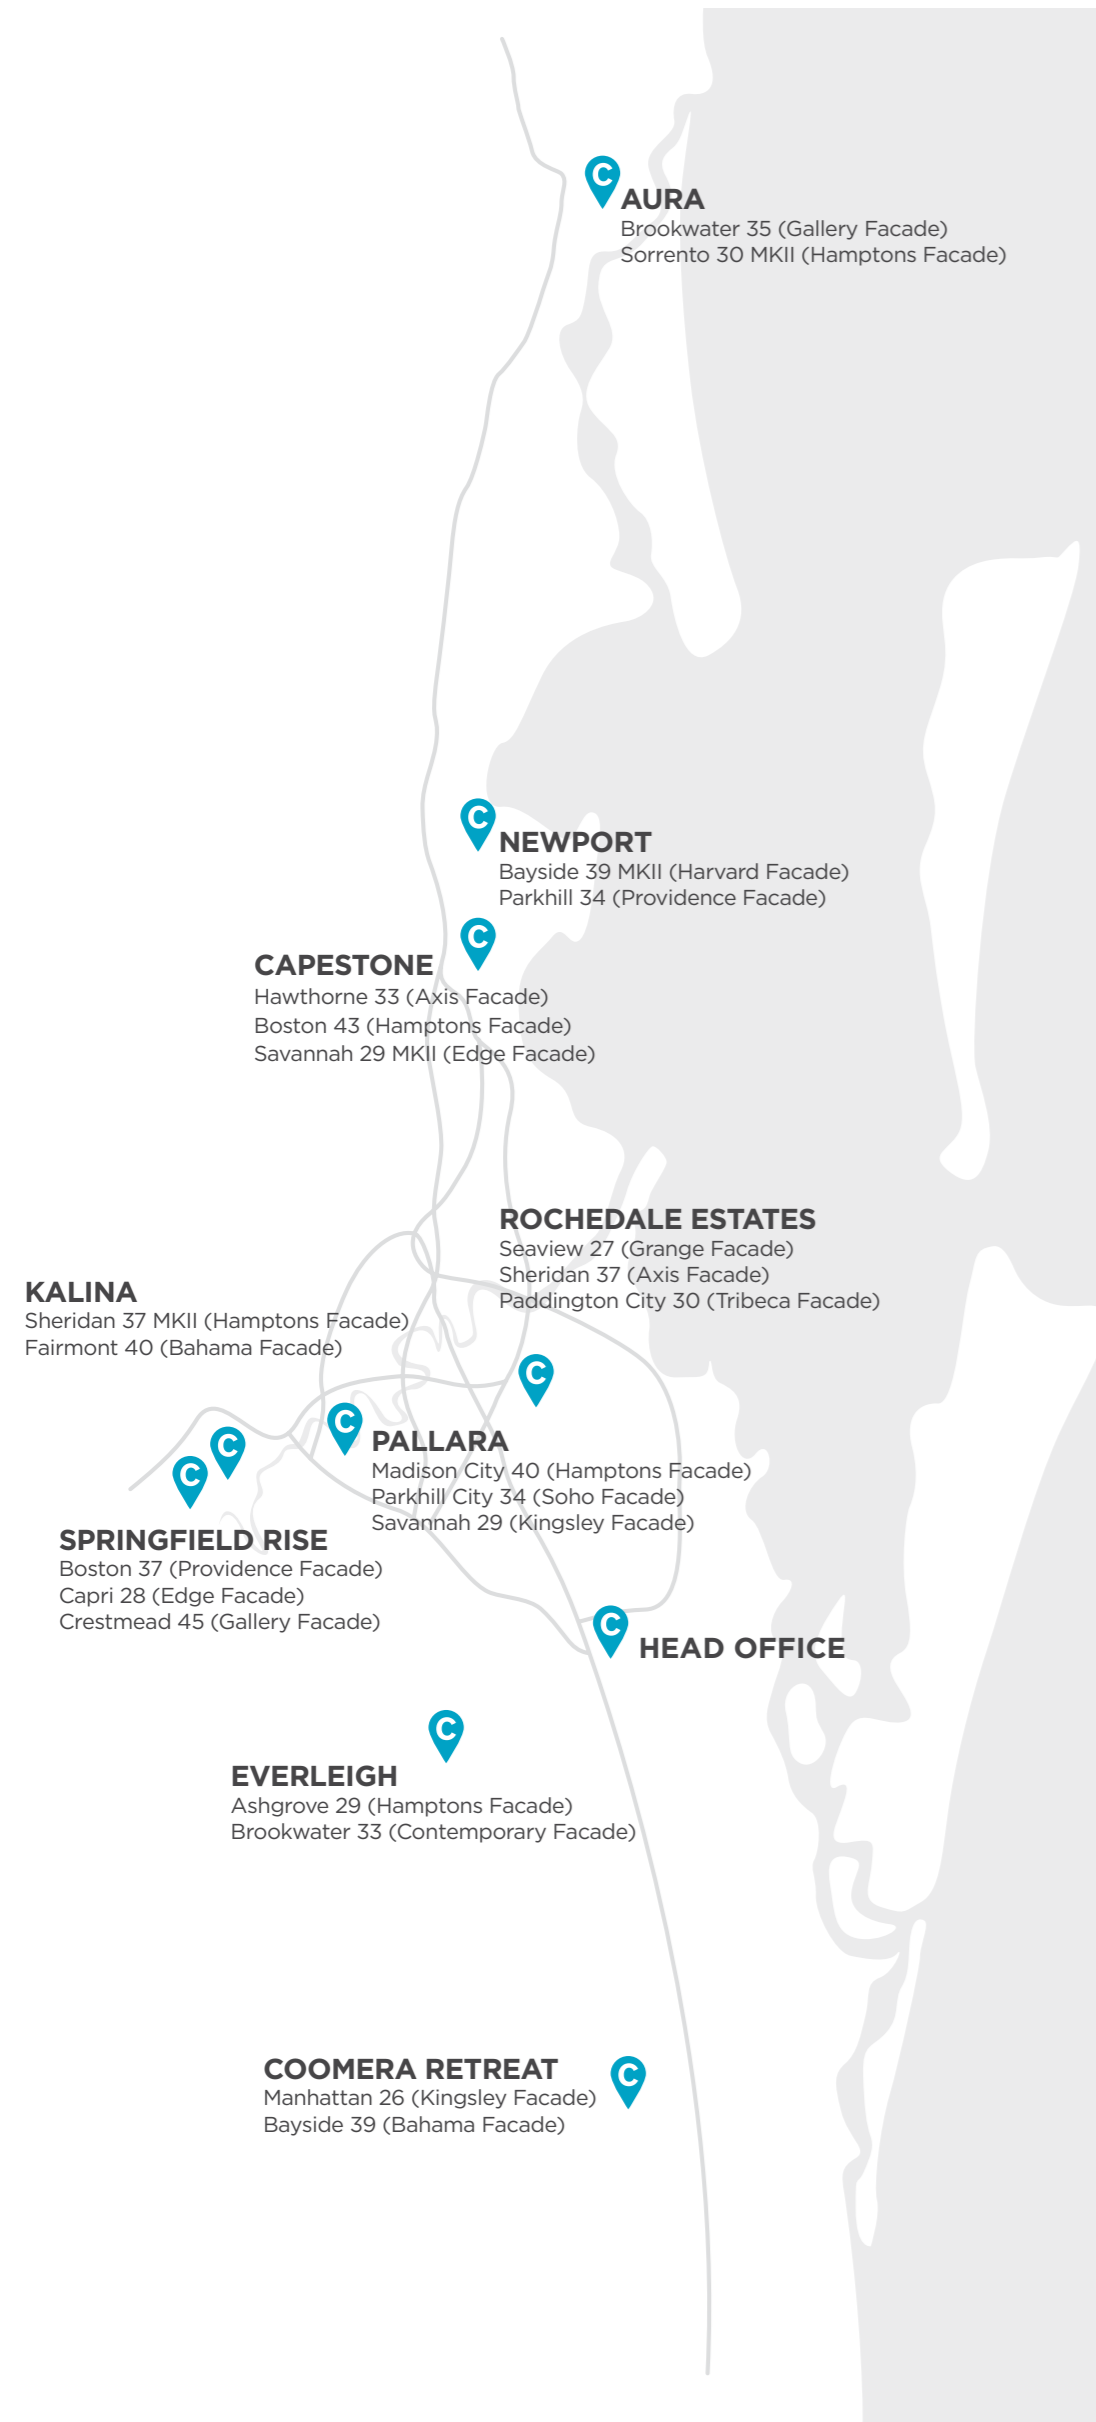 C
AURA
Brookwater 35 (Gallery Facade)
Sorrento 30 MKII (Hamptons Facade)
C
NEWPORT
Bayside 39 MKII (Harvard Facade)
Parkhill 34 (Providence Facade)
C
CAPESTONE
Hawthorne 33 (Axis Facade)
Boston 43 (Hamptons Facade)
Savannah 29 MKII (Edge Facade)
ROCHEDALE ESTATES
Seaview 27 (Grange Facade)
Sheridan 37 (Axis Facade)
Paddington City 30 (Tribeca Facade)
C
KALINA
Sheridan 37 MKII (Hamptons Facade)
Fairmont 40 (Bahama Facade)
C
C
PALLARA
Madison City 40 (Hamptons Facade)
Parkhill City 34 (Soho Facade)
Savannah 29 (Kingsley Facade)
C
SPRINGFIELD RISE
Boston 37 (Providence Facade)
Capri 28 (Edge Facade)
Crestmead 45 (Gallery Facade)
C
HEAD OFFICE
C
EVERLEIGH
Ashgrove 29 (Hamptons Facade)
Brookwater 33 (Contemporary Facade)
COOMERA RETREAT
Manhattan 26 (Kingsley Facade)
Bayside 39 (Bahama Facade)
C